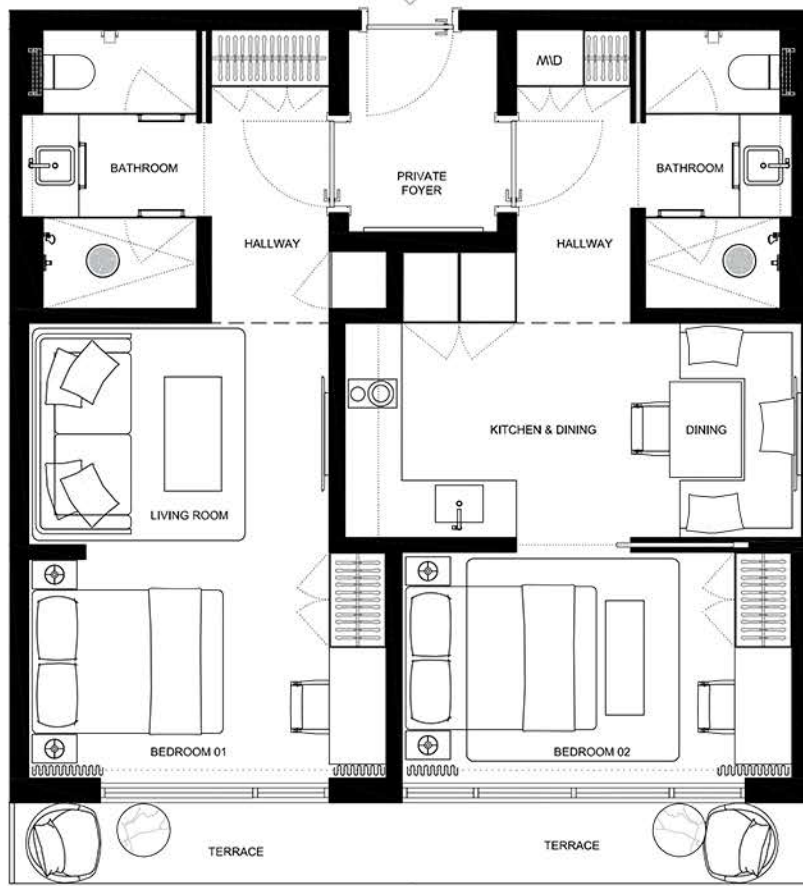 M\D
BATHROOM
PRIVATE
FOYER
BATHROOM
HALLWAY
HALLWAY
KITCHEN & DINING
DINING
LIVING ROOM
BEDROOM 01
BEDROOM 02
TERRACE
TERRACE